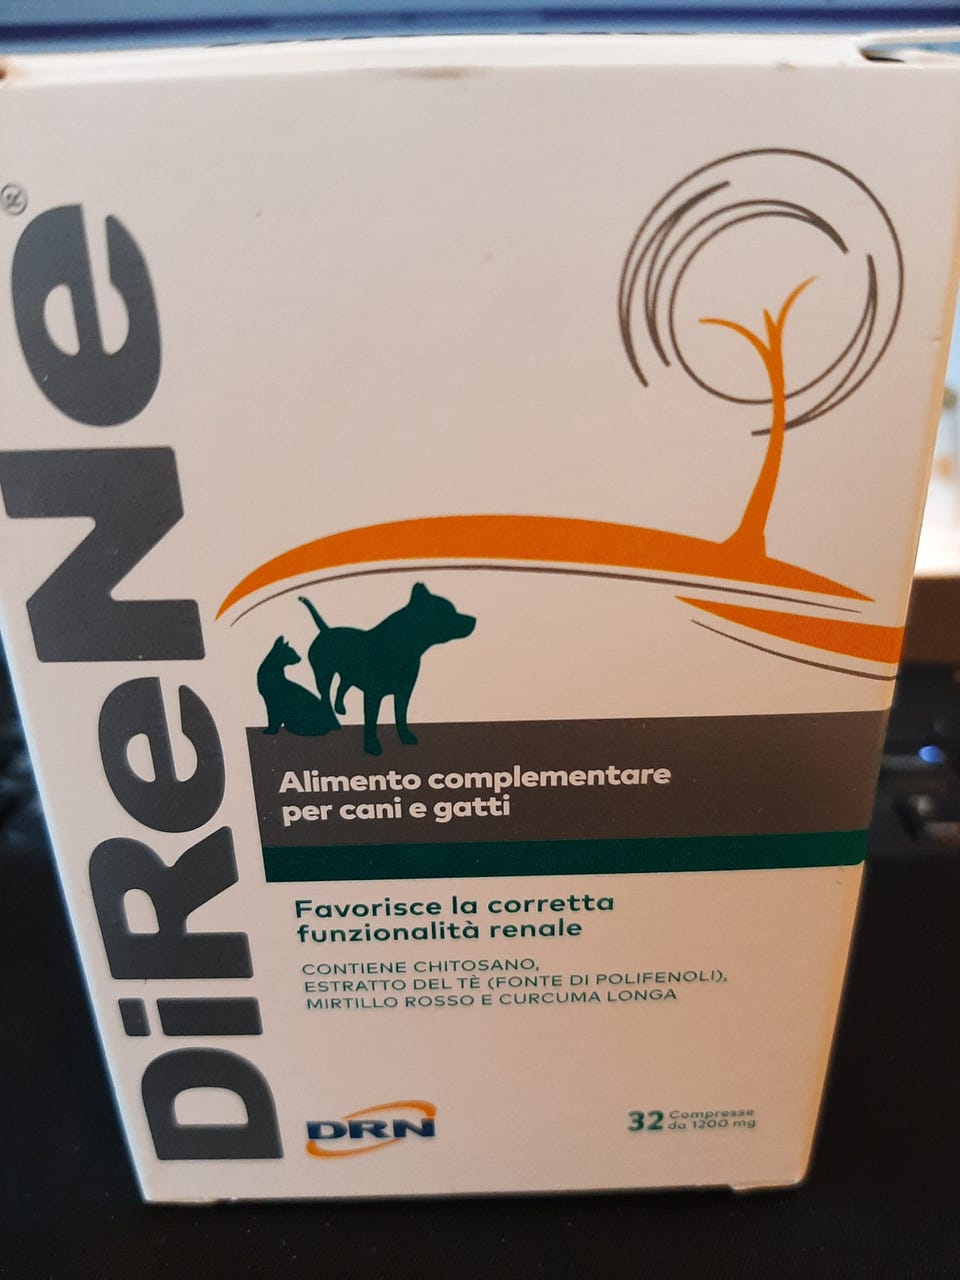 DiReNe®
Alimento complementare
per cani e gatti
Favorisce la corretta
funzionalità renale
CONTIENE CHITOSANO,
ESTRATTO DEL TÈ (FONTE DI POLIFENOLI),
MIRTILLO ROSSO E CURCUMA LONGA
DRN
32 Compresse
da 1200 mg